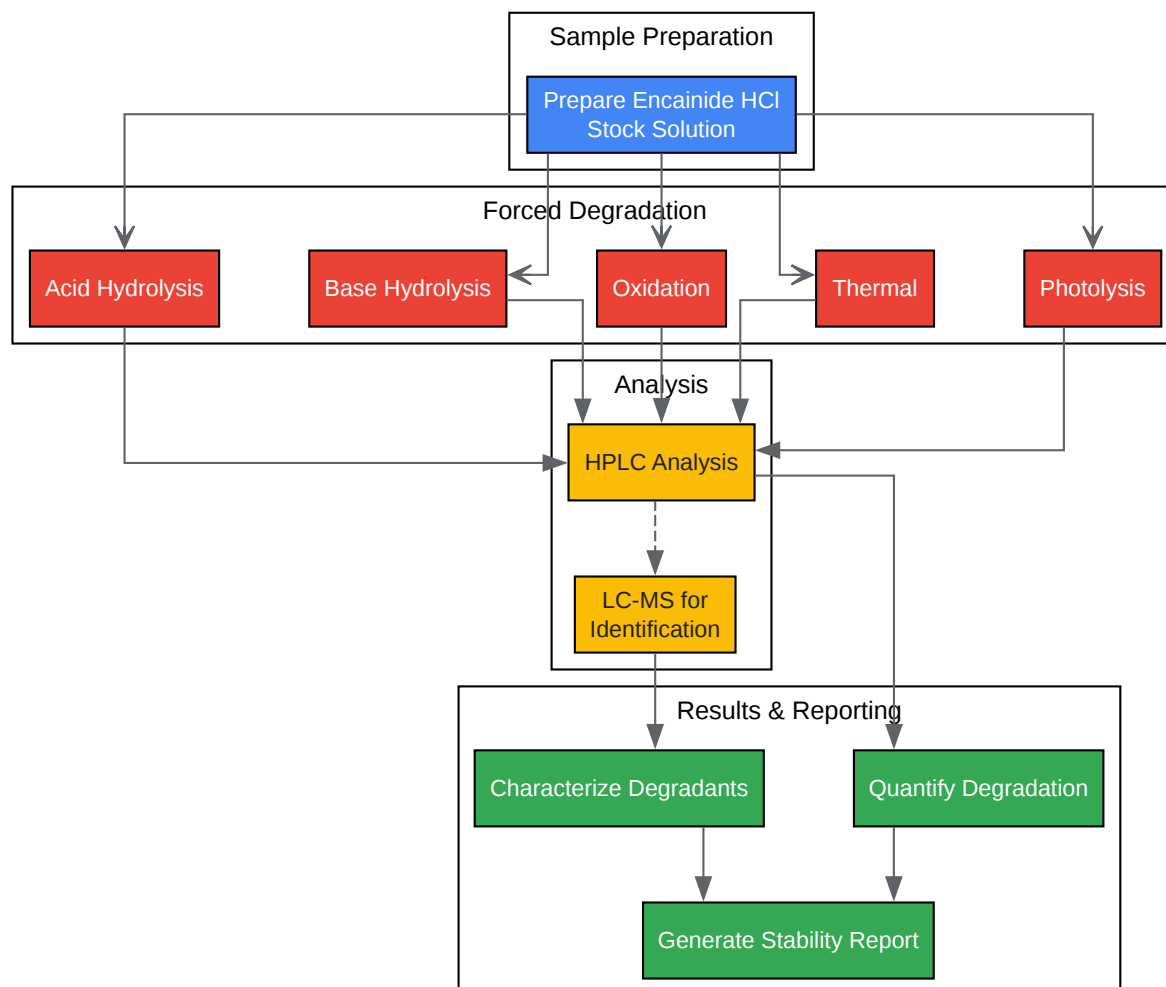 Sample Preparation
Prepare Encainide HCl
Stock Solution
Forced Degradation
Acid Hydrolysis
Base Hydrolysis
Oxidation
Thermal
Photolysis
Analysis
HPLC Analysis
LC-MS for
Identification
Results & Reporting
Characterize Degradants
Quantify Degradation
Generate Stability Report